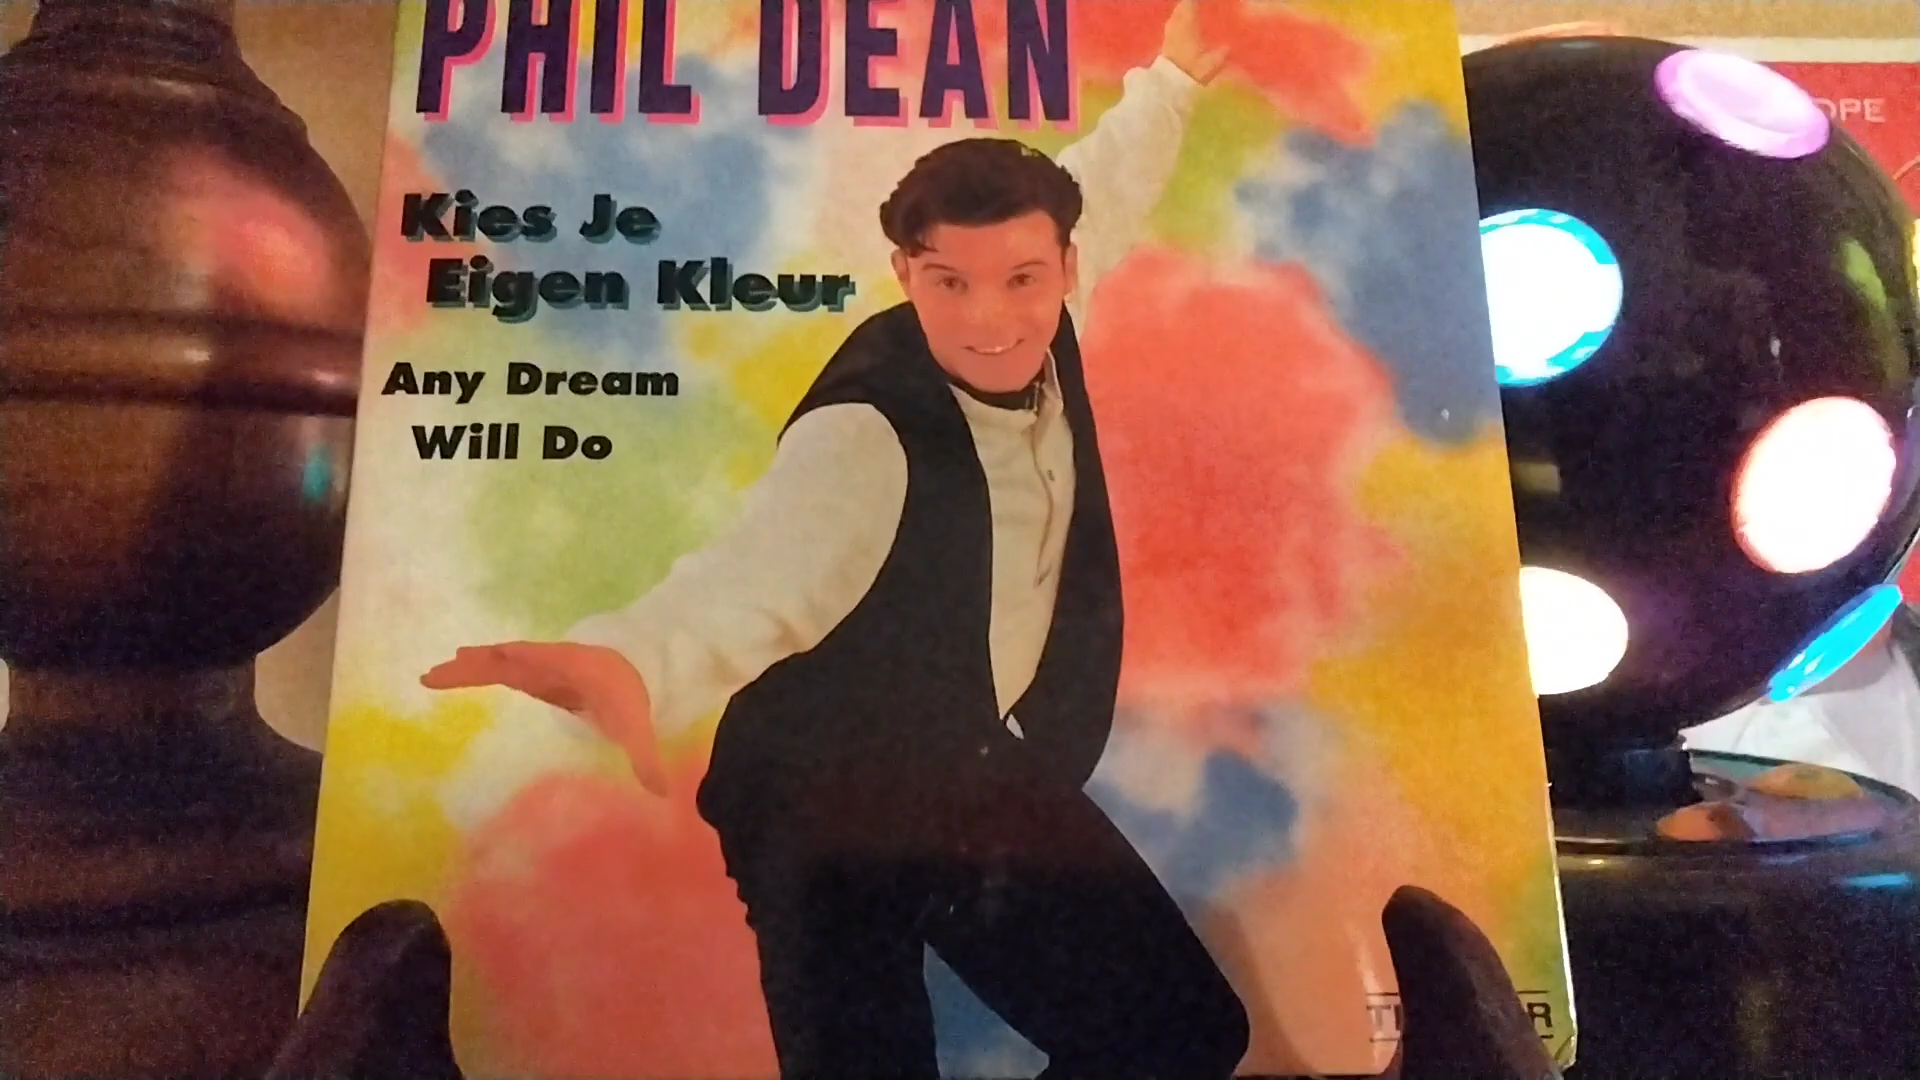 PHIL DEAN
Kies Je
Eigen Kleur
Any Dream
Will Do